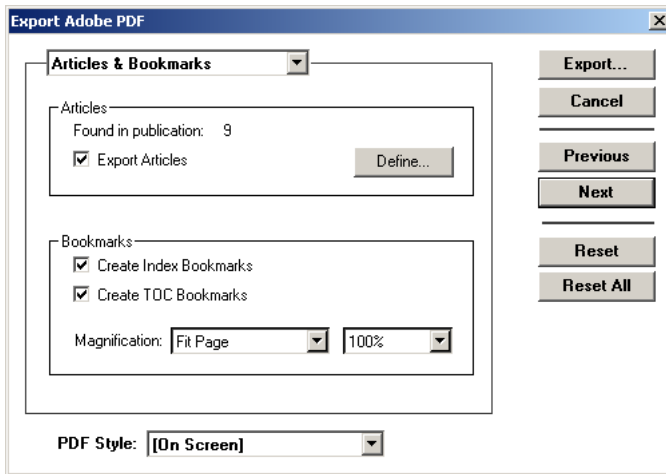 Export Adobe PDF
Articles & Bookmarks
Export...
Cancel
Articles
Found in publication: 9
Export Articles
Define...
Previous
Next
Bookmarks
Create Index Bookmarks
Create TOC Bookmarks
Reset
Reset All
Magnification: Fit Page 100%
PDF Style: [On Screen]